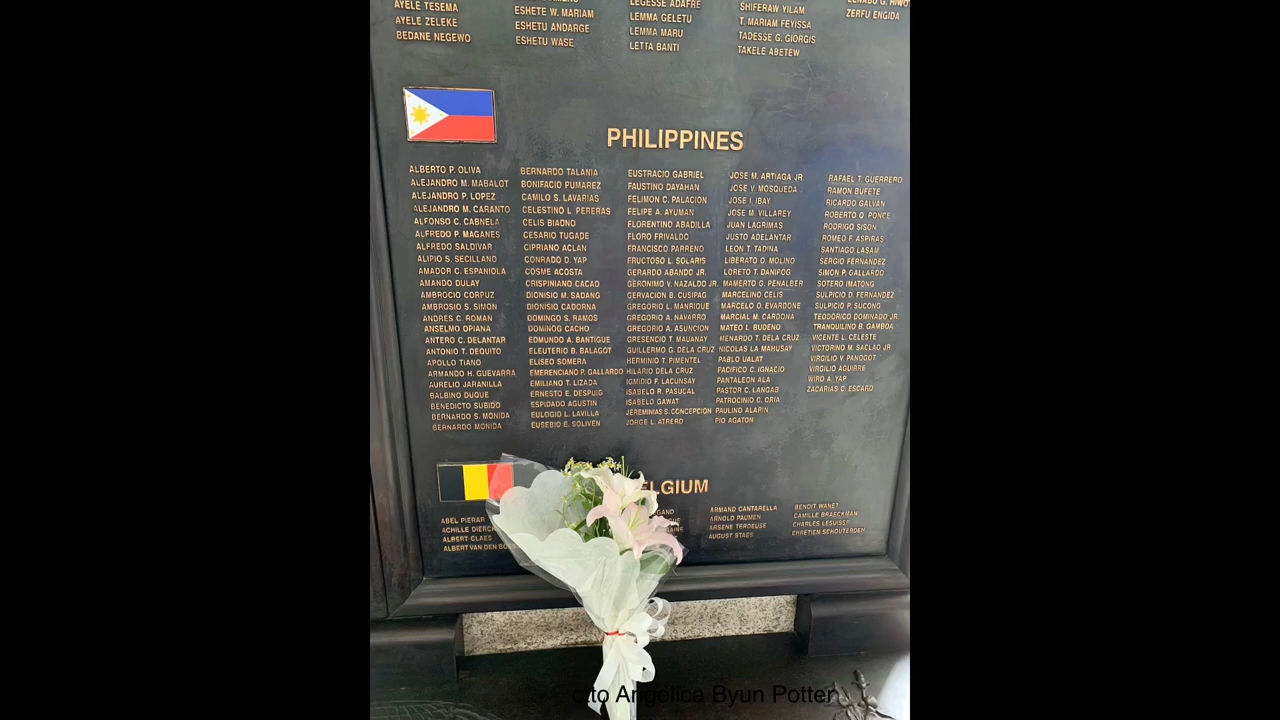 AYELE TESEMA
AYELE ZELEKE
BEDANE NEGEWO
ESHETE W. MARIAM
ESHETU ANDARGE
ESHETU WASE
LEGESSE ADAFRE
LEMMA GELETU
LEMMA MARU
LETTA BANTI
SHIFERAW YILAM
T. MARIAM FEYISSA
TADESSE G. GIORGIS
TAKELE ABETEW
ZERFU ENGIDA
PHILIPPINES
ALBERTO P. OLIVA
ALEJANDRO M. MABALOT
ALEJANDRO P. LOPEZ
ALEJANDRO M. CARANTO
ALFONSO C. CABNELA
ALFREDO P. MAGANES
ALFREDO SALDIVAR
ALIPIO S. SECILLANO
AMADOR C. ESPANIOLA
AMANDO DULAY
AMBROCIO CORPUZ
AMBROSIO S. SIMON
ANDRES C. ROMAN
ANSELMO OPIANA
ANTERO C. DELANTAR
ANTONIO T. DEQUITO
APOLLO TIANO
ARMANDO H. GUEVARRA
AURELIO JARANILLA
BALBINO DUQUE
BENEDICTO SUBIDO
BERNARDO S. MONIDA
BERNARDO MONIDA
BERNARDO TALANIA
BONIFACIO PUMAREZ
CAMILO S. LAVARIAS
CELESTINO L. PERERAS
CELIS BIADNO
CESARIO TUGADE
CIPRIANO ACLAN
CONRADO D. YAP
COSME ACOSTA
CRISPINIANO CACAD
DIONISIO M. SADANG
DIONISIO CADORNA
DOMINGO S. RAMOS
DOMINOG CACHO
EDMUNDO A. BANTIGUE
ELEUTERIO B. BALAGOT
ELISEO SOMERA
EMERENCIANO P. GALLARDO
EMILIANO T. LIZADA
ERNESTO E. DESPUIG
ESPIDADO AGUSTIN
EULOGIO L. LAVILLA
EUSEBIO E. SOLIVEN
EUSTRACIO GABRIEL
FAUSTINO DAYAHAN
FELIMON C. PALACION
FELIPE A. AYUMAN
FLORENTINO ABADILLA
FLORO FRIVALDO
FRANCISCO PARRENO
FRUCTOSO L. SOLARIS
GERARDO ABANDO JR.
GERONIMO V. NAZALDO JR.
GERVACION B. CUSIPAG
GREGORIO L. MANRIQUE
GREGORIO A. NAVARRO
GREGORIO A. ASUNCION
GRESENCIO T. MAUANAY
GUILLERMO G. DELA CRUZ
HERMINIO T. PIMENTEL
HILARIO DELA CRUZ
IGMIDIO F. LACUNSAY
ISABELO R. PASUCAL
ISABELO GAWAT
JEREMINIAS S. CONCEPCION
JORGE L. ATRERO
JOSE M. ARTIAGA JR.
JOSE V. MOSQUEDA
JOSE I. IBAY
JOSE M. VILLAREY
JUAN LAGRIMAS
JUSTO ADELANTAR
LEON T. TADINA
LIBERATO O. MOLINO
LORETO T. DANIPOG
MAMERTO G. PENALBER
MARCELINO CELIS
MARCELO O. EVARDONE
MARCIAL M. CARDONA
MATEO L. BUDENO
MENARDO T. DELA CRUZ
NICOLAS LA MAHUSAY
PABLO UALAT
PACIFICO C. IGNACIO
PANTALEON ALA
PASTOR C. LANGAB
PATROCINIO C. ORIA
PAULINO ALARIN
PIO AGATON
RAFAEL T. GUERRERO
RAMON BUFETE
RICARDO GALVAN
ROBERTO Q. PONCE
RODRIGO SISON
ROMEO F. ASPIRAS
SANTIAGO LASAM
SERGIO FERNANDEZ
SIMON P. GALLARDO
SOTERO IMATONG
SULPICIO D. FERNANDEZ
SULPICIO P. SUCONG
TEODORICO DOMINADO JR.
TRANQUILINO B. GAMBOA
VICENTE L. CELESTE
VICTORINO M. SACLAO JR.
VIRGILIO V. PANOGOT
VIRGILIO AGUIRRE
WIRO A. YAP
ZACARIAS C. ESCARO
ELGIUM
ABEL PIERAR
ACHILLE DIERCK
ALBERT CLAES
ALBERT VAN DEN BOS
ARMAND CANTARELLA
ARNOLD PAUMEN
ARSENE TERDEUSE
AUGUST STAES
BENOIT WANET
CAMILLE BRAECKMAN
CHARLES LESUISSE
CHRETIEN SCHOUTERDEN
Angelica Byun Potter